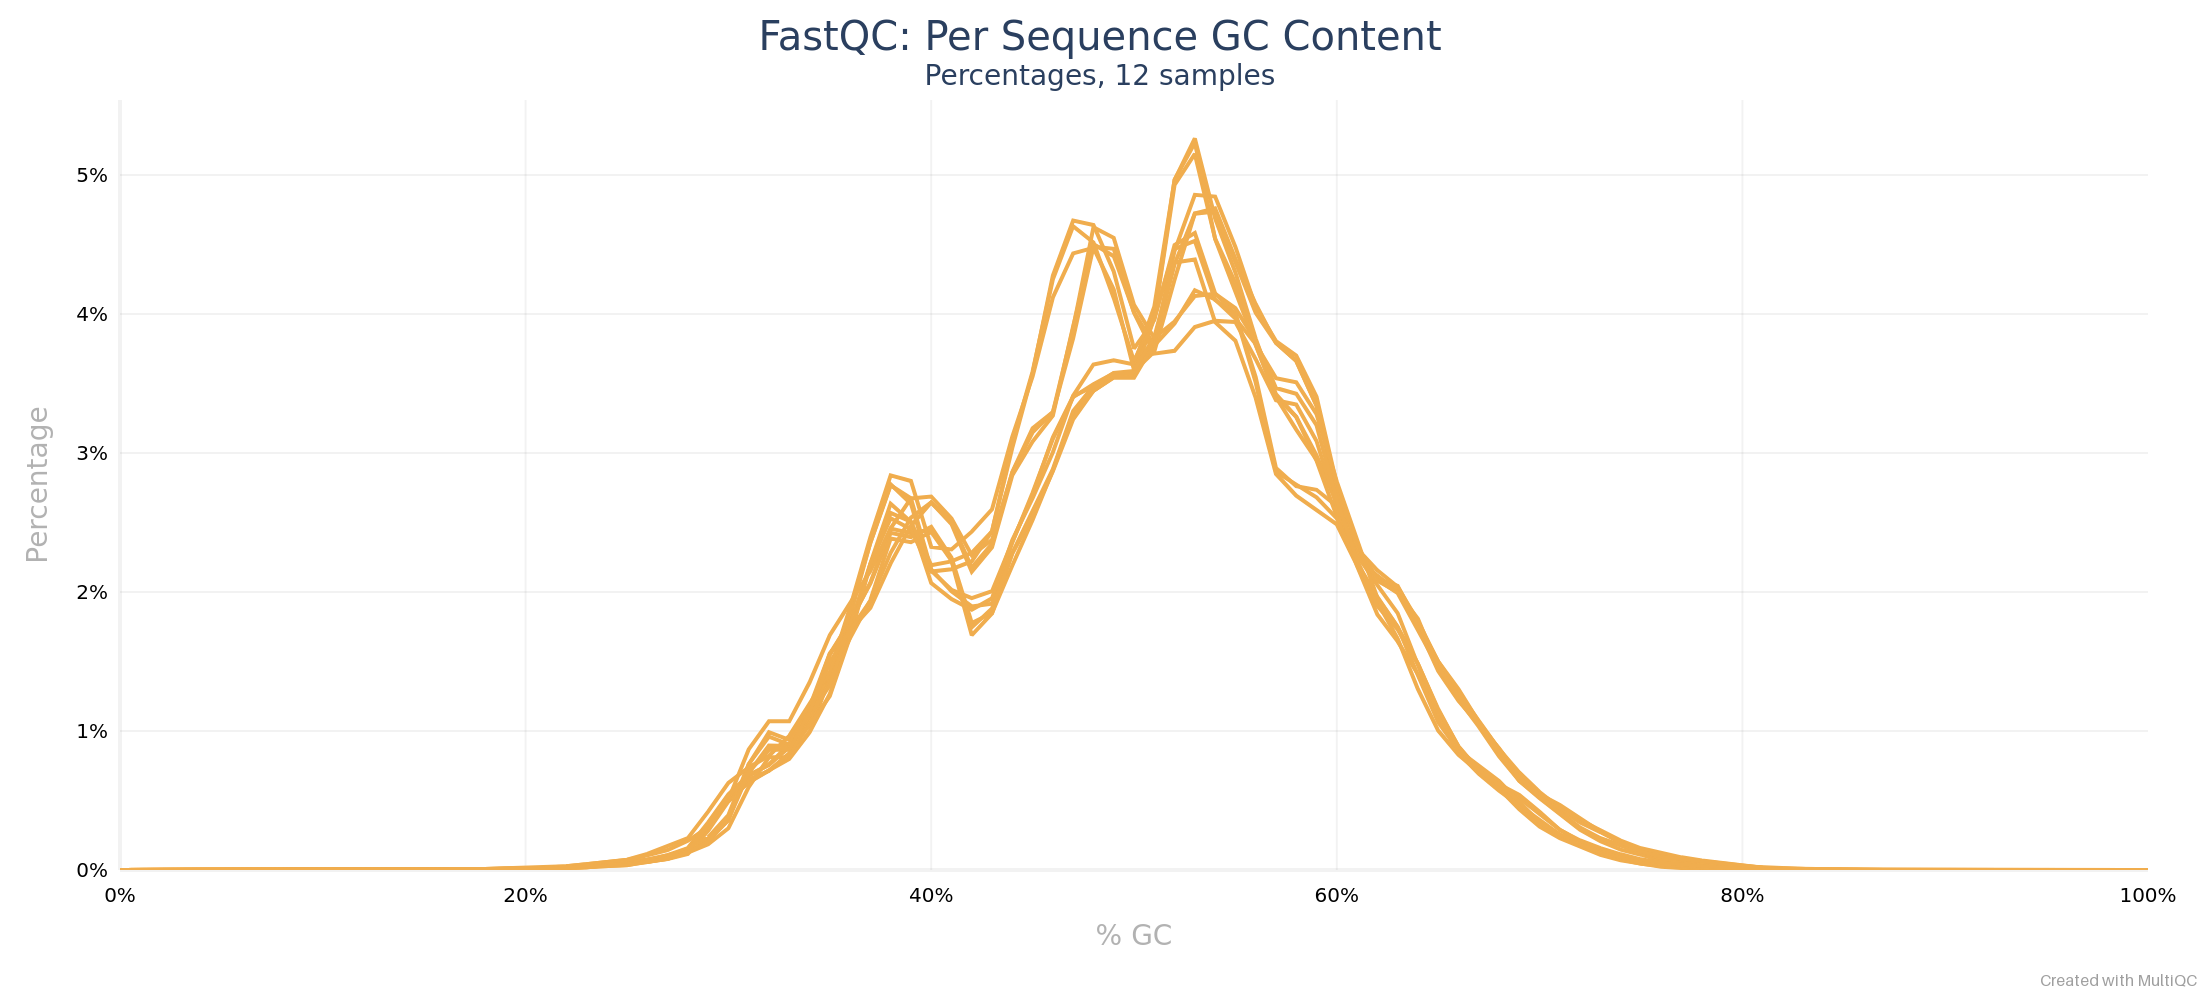 FastQC: Per Sequence GC Content
Percentages, 12 samples
Percentage
5%
4%
3%
2%
1%
0%
0%
20%
40%
60%
80%
100%
% GC
Created with MultiQC